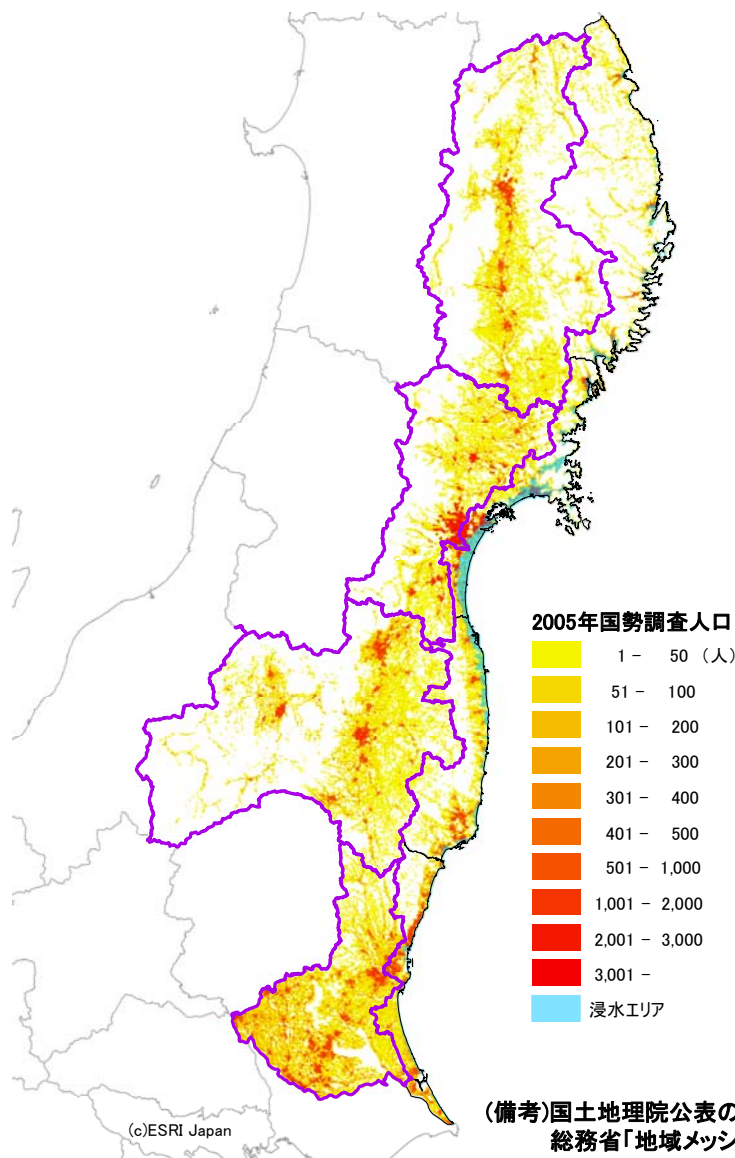 2005年国勢調査人口
1 - 50 (人)
51 - 100
101 - 200
201 - 300
301 - 400
401 - 500
501 - 1,000
1,001 - 2,000
2,001 - 3,000
3,001 -
浸水エリア
(備考)国土地理院公表の
総務省「地域メッシ
(c)ESRI Japan